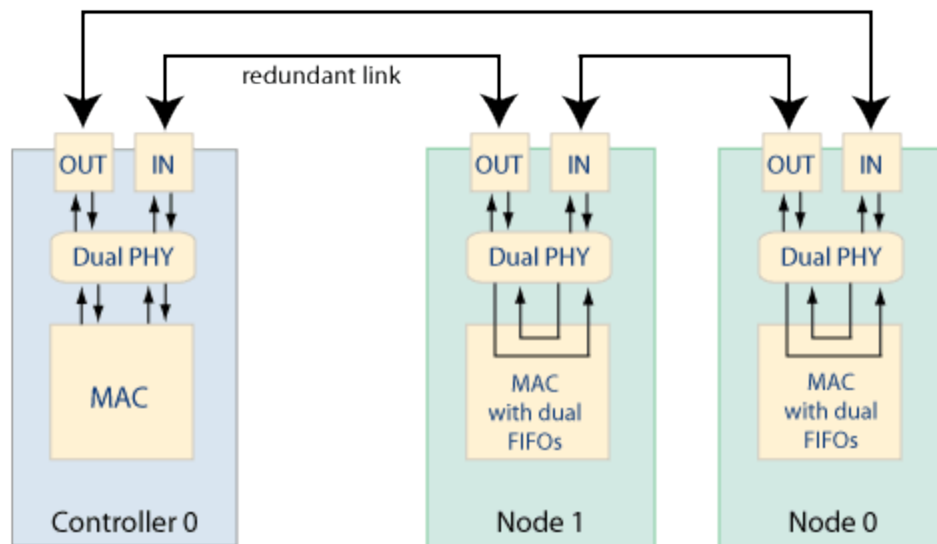 redundant link
OUT
IN
OUT
IN
OUT
IN
Dual PHY
Dual PHY
Dual PHY
MAC
MAC
with dual
FIFOs
MAC
with dual
FIFOs
Controller 0
Node 1
Node 0